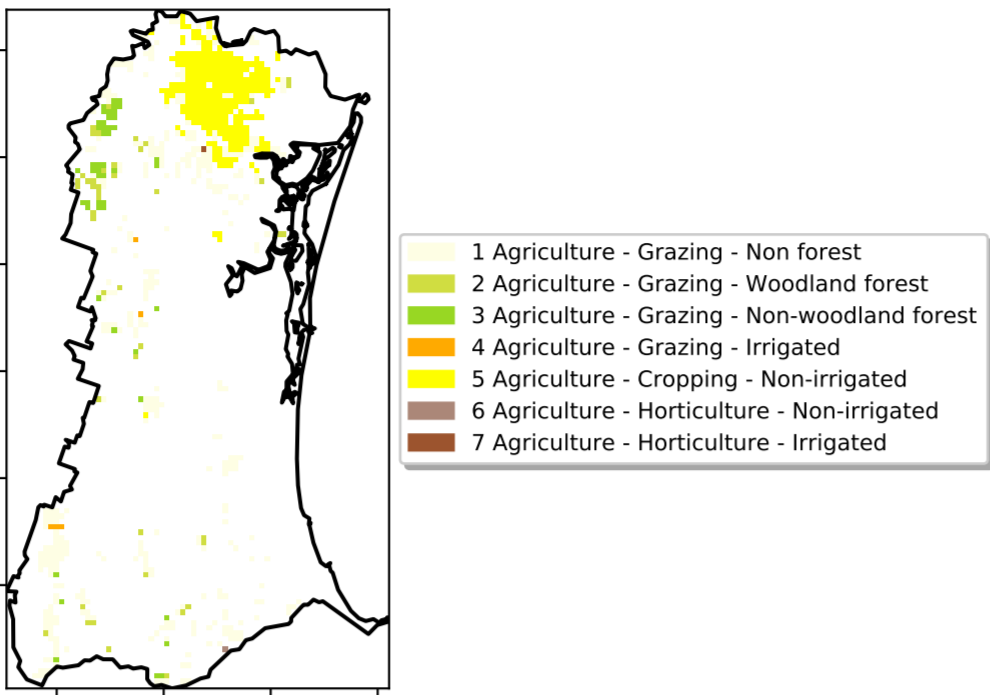 1 Agriculture - Grazing - Non forest
2 Agriculture - Grazing - Woodland forest
3 Agriculture - Grazing - Non-woodland forest
4 Agriculture - Grazing - Irrigated
5 Agriculture - Cropping - Non-irrigated
6 Agriculture - Horticulture - Non-irrigated
7 Agriculture - Horticulture - Irrigated